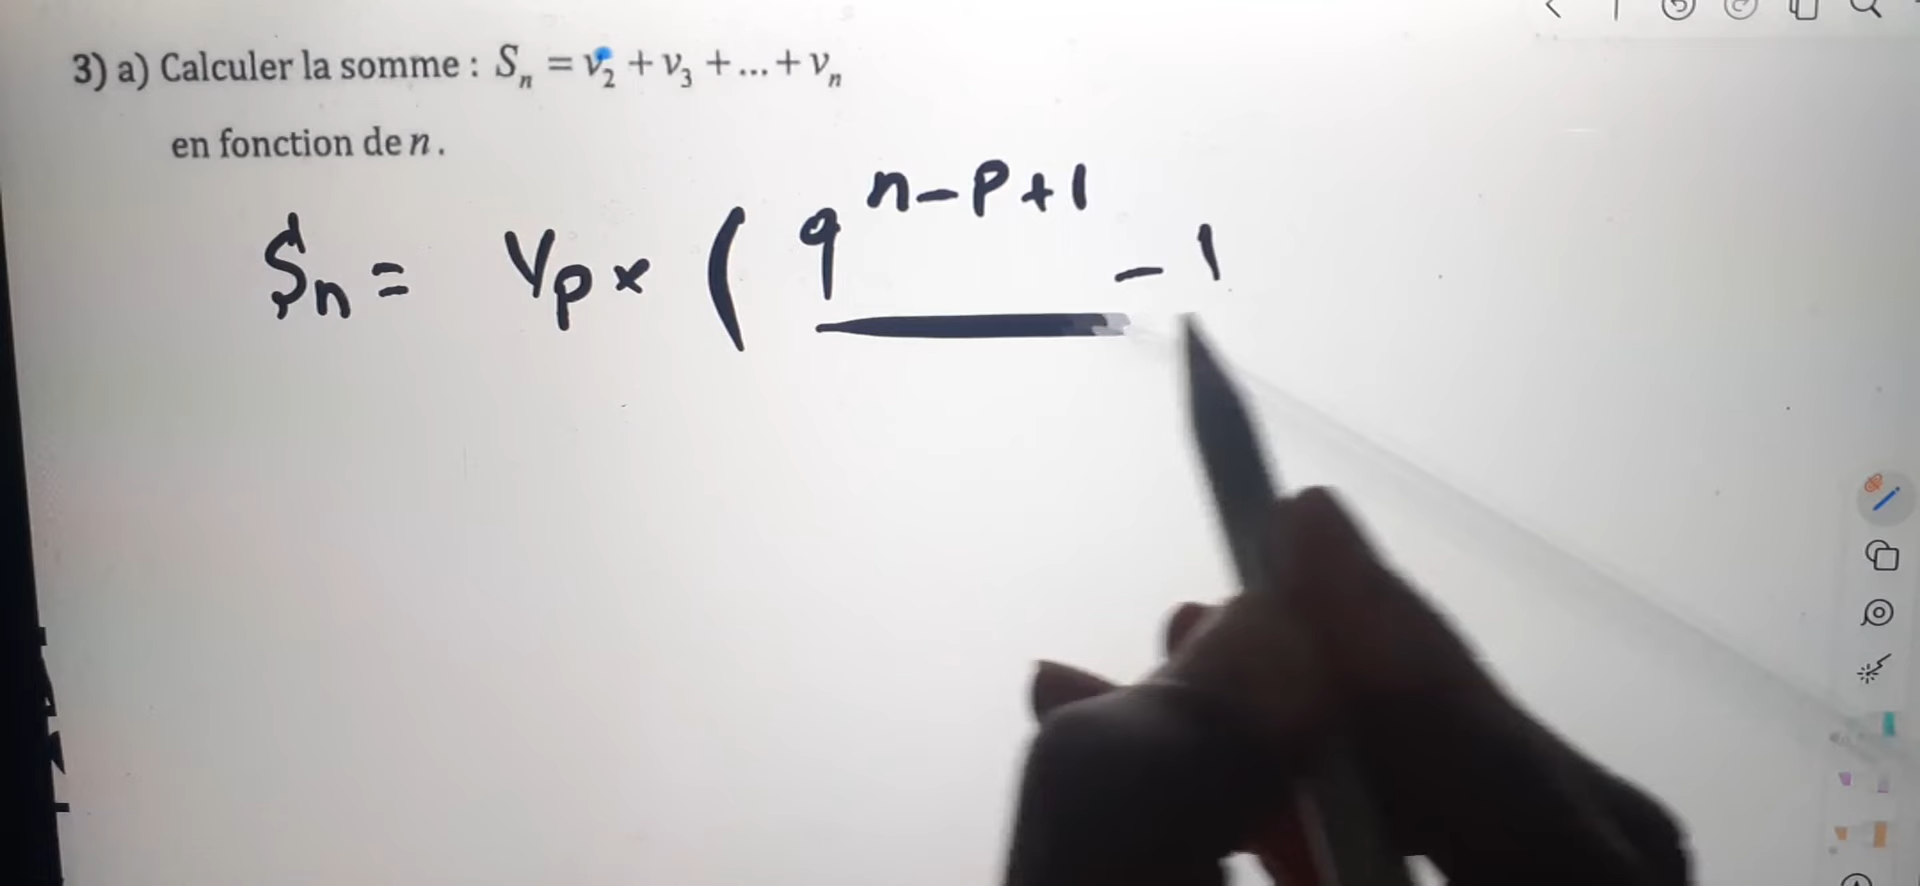 3) a) Calculer la somme : Sₙ = v₂ + v₃ + ... + vₙ
en fonction de n .
Sₙ = Vₚ × ( q^(n-p+1) - 1